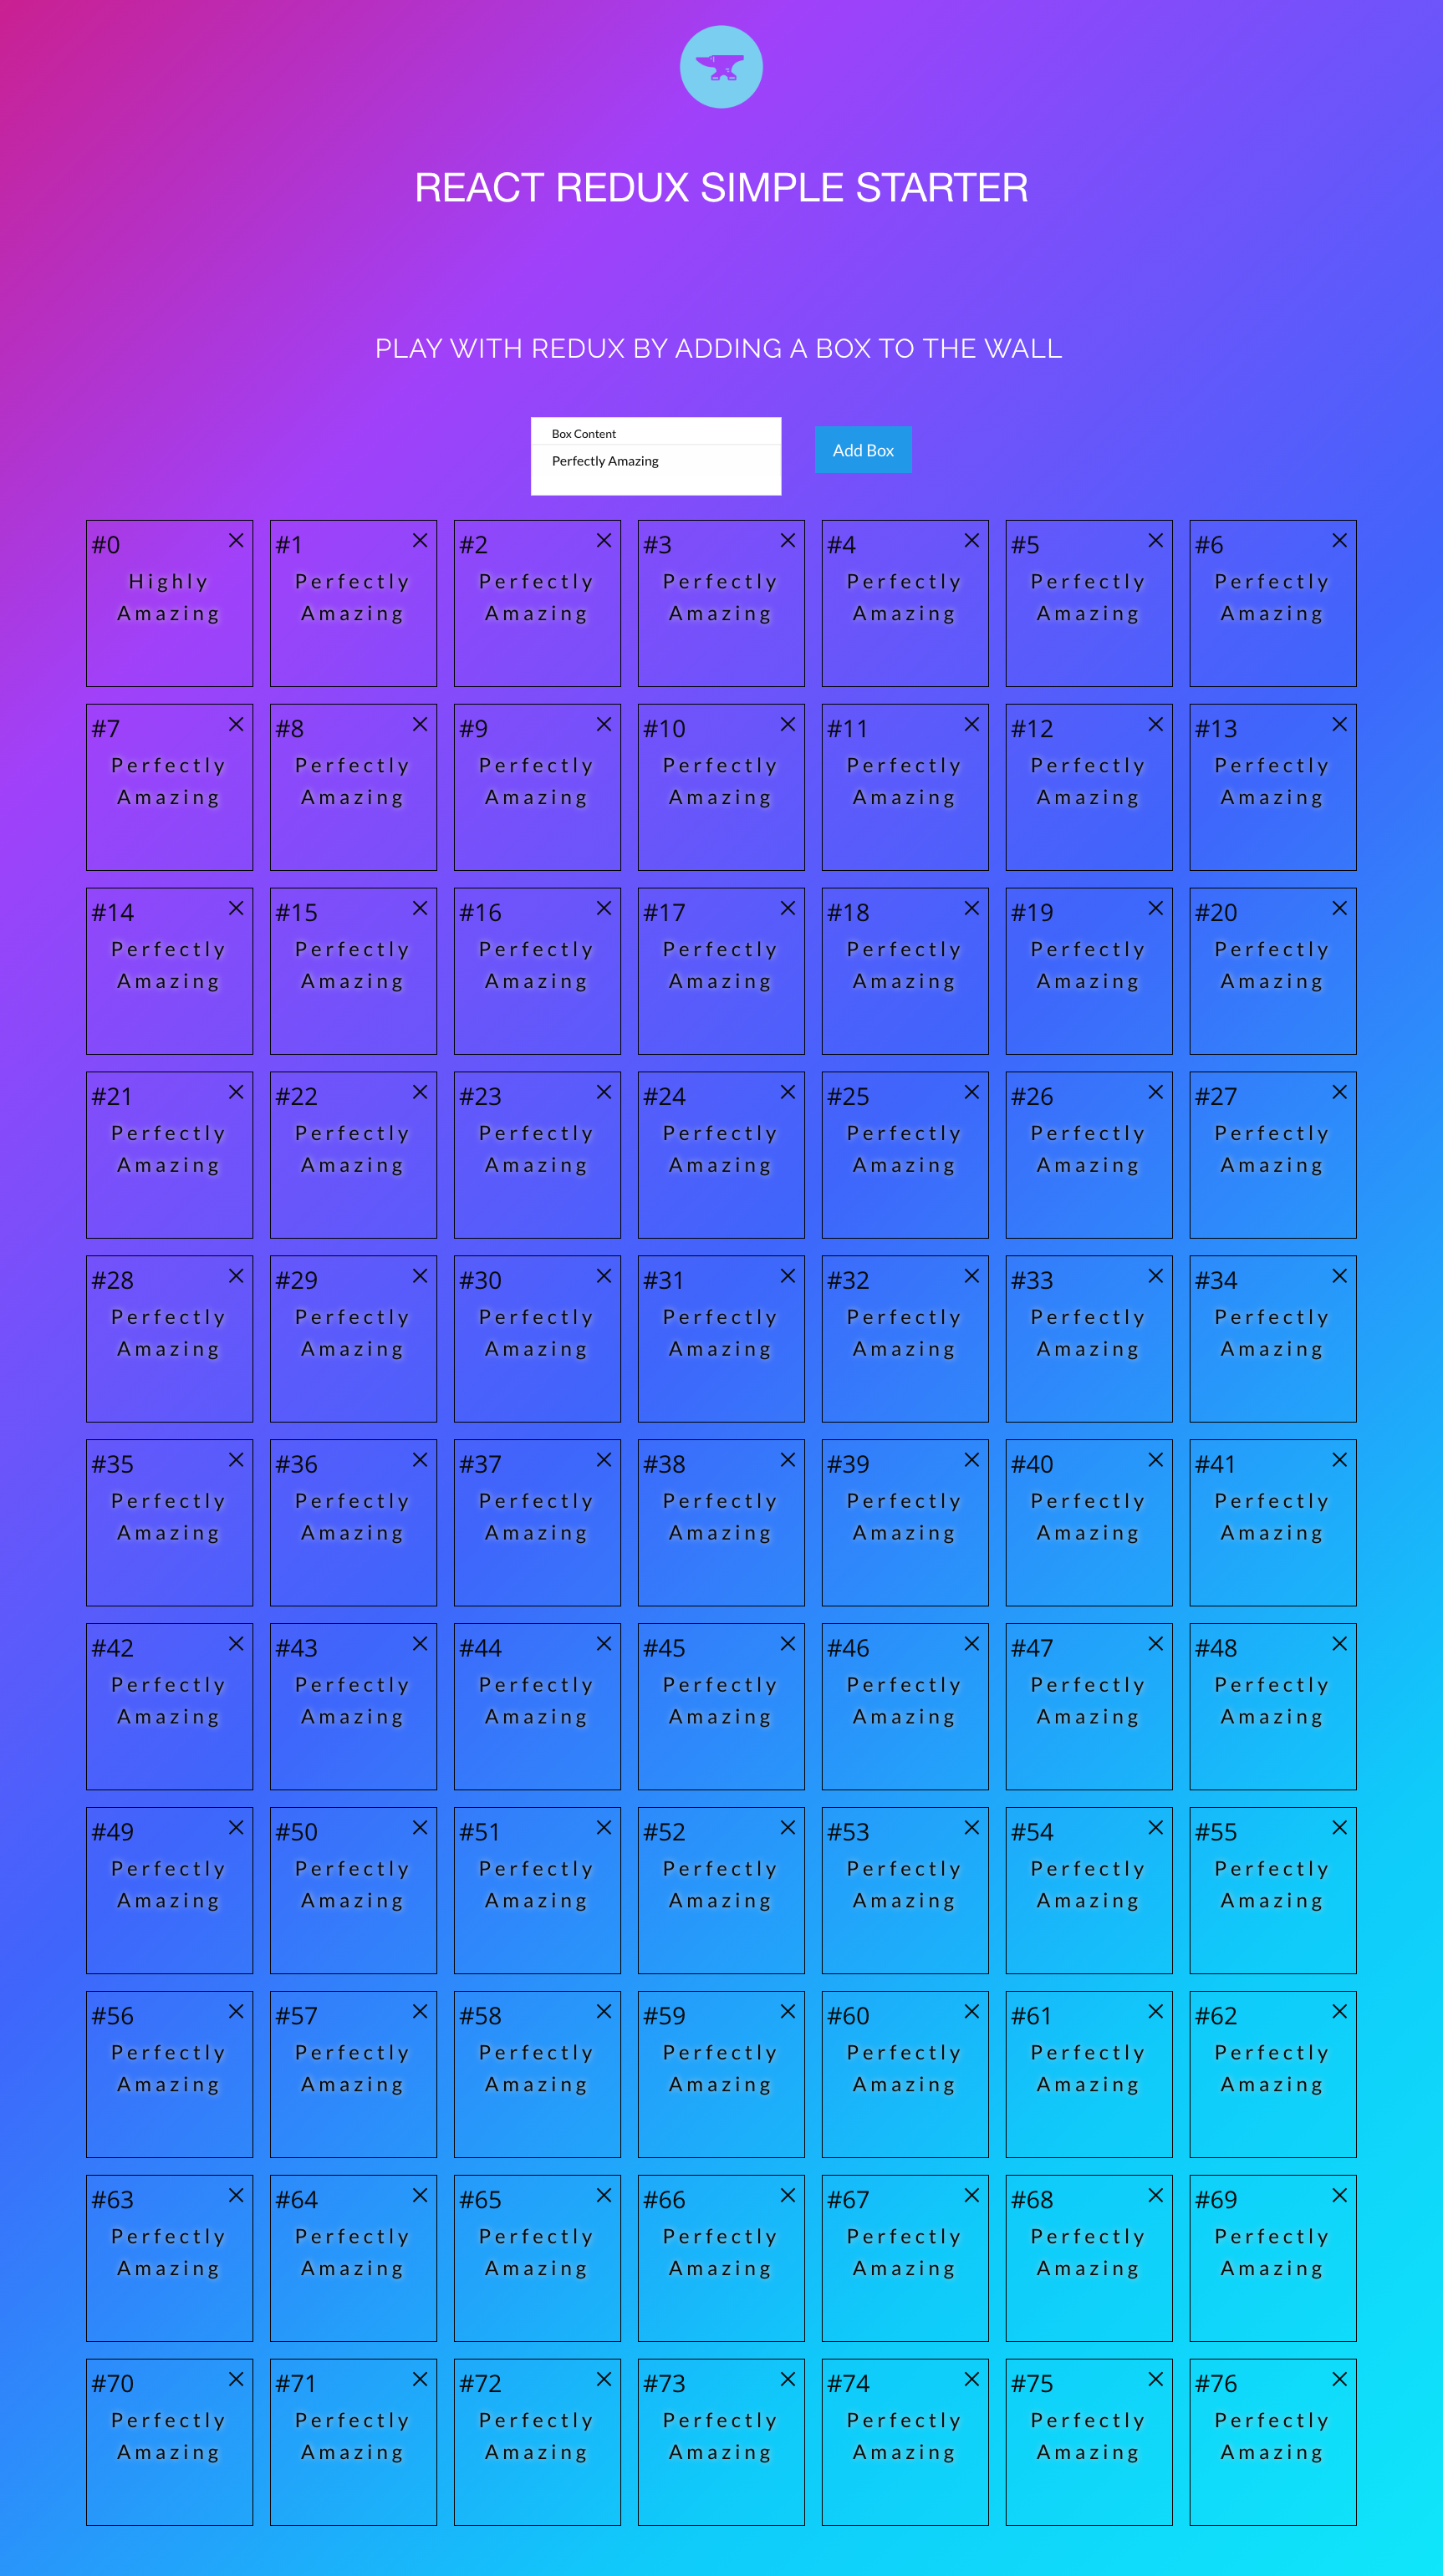 REACT REDUX SIMPLE STARTER
PLAY WITH REDUX BY ADDING A BOX TO THE WALL
Box Content
Perfectly Amazing
Add Box
#0 #1 #2 #3 #4 #5 #6
Highly Perfectly Perfectly Perfectly Perfectly Perfectly Perfectly
Amazing Amazing Amazing Amazing Amazing Amazing Amazing
#7 #8 #9 #10 #11 #12 #13
Perfectly Perfectly Perfectly Perfectly Perfectly Perfectly Perfectly
Amazing Amazing Amazing Amazing Amazing Amazing Amazing
#14 #15 #16 #17 #18 #19 #20
Perfectly Perfectly Perfectly Perfectly Perfectly Perfectly Perfectly
Amazing Amazing Amazing Amazing Amazing Amazing Amazing
#21 #22 #23 #24 #25 #26 #27
Perfectly Perfectly Perfectly Perfectly Perfectly Perfectly Perfectly
Amazing Amazing Amazing Amazing Amazing Amazing Amazing
#28 #29 #30 #31 #32 #33 #34
Perfectly Perfectly Perfectly Perfectly Perfectly Perfectly Perfectly
Amazing Amazing Amazing Amazing Amazing Amazing Amazing
#35 #36 #37 #38 #39 #40 #41
Perfectly Perfectly Perfectly Perfectly Perfectly Perfectly Perfectly
Amazing Amazing Amazing Amazing Amazing Amazing Amazing
#42 #43 #44 #45 #46 #47 #48
Perfectly Perfectly Perfectly Perfectly Perfectly Perfectly Perfectly
Amazing Amazing Amazing Amazing Amazing Amazing Amazing
#49 #50 #51 #52 #53 #54 #55
Perfectly Perfectly Perfectly Perfectly Perfectly Perfectly Perfectly
Amazing Amazing Amazing Amazing Amazing Amazing Amazing
#56 #57 #58 #59 #60 #61 #62
Perfectly Perfectly Perfectly Perfectly Perfectly Perfectly Perfectly
Amazing Amazing Amazing Amazing Amazing Amazing Amazing
#63 #64 #65 #66 #67 #68 #69
Perfectly Perfectly Perfectly Perfectly Perfectly Perfectly Perfectly
Amazing Amazing Amazing Amazing Amazing Amazing Amazing
#70 #71 #72 #73 #74 #75 #76
Perfectly Perfectly Perfectly Perfectly Perfectly Perfectly Perfectly
Amazing Amazing Amazing Amazing Amazing Amazing Amazing